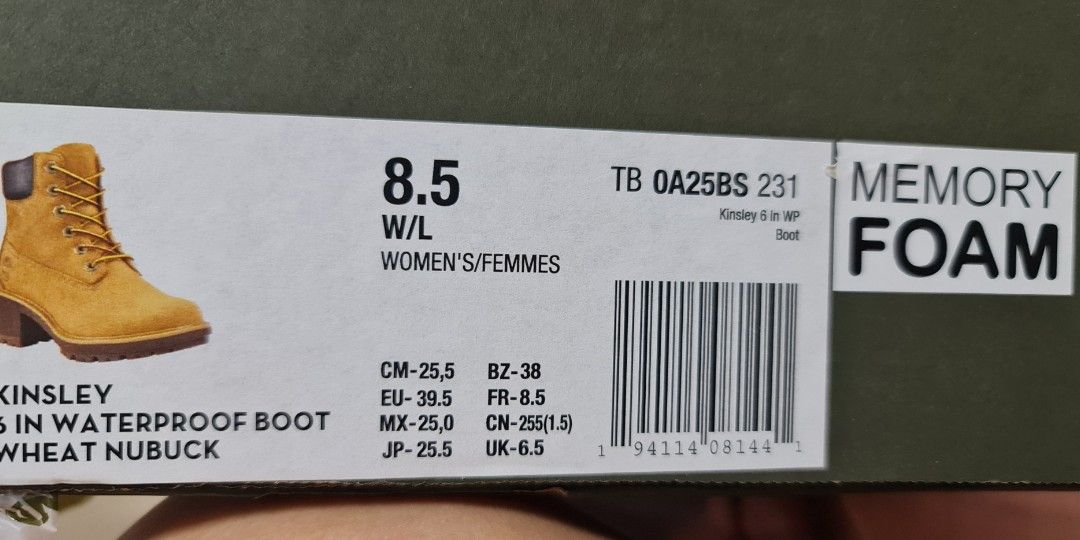 8.5
W/L
WOMEN'S/FEMMES
TB 0A25BS 231
Kinsley 6 in WP
Boot
MEMORY
FOAM
CM-25,5 BZ-38
EU-39.5 FR-8.5
MX-25,0 CN-255(1.5)
JP-25.5 UK-6.5
1 94114 08144 1
KINSLEY
6 IN WATERPROOF BOOT
WHEAT NUBUCK